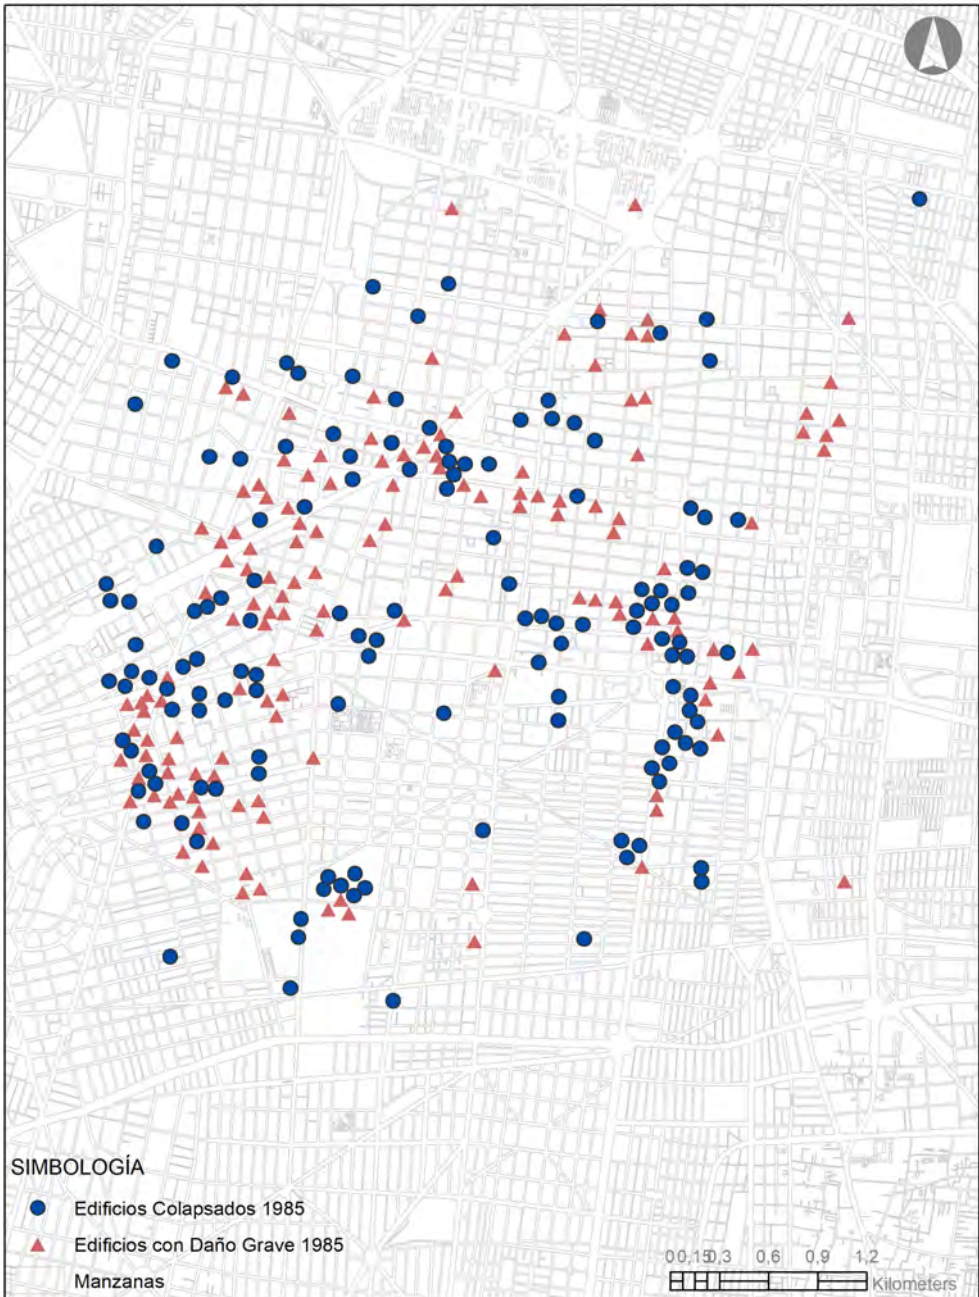 SIMBOLOGÍA
Edificios Colapsados 1985
Edificios con Daño Grave 1985
Manzanas
0 0,15 0,3 0,6 0,9 1,2
Kilometers